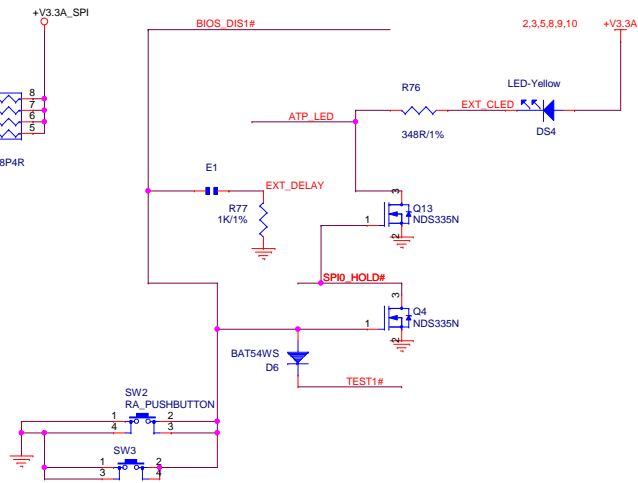 +V3.3A_SPI
BIOS_DIS1#
2,3,5,8,9,10
+V3.3A
8
7
6
5
8P4R
R76
348R/1%
LED-Yellow
EXT_CLED
DS4
ATP_LED
E1
EXT_DELAY
R77
1K/1%
3
1
2
Q13
NDS335N
SPI0_HOLD#
3
1
2
Q4
NDS335N
BAT54WS
D6
TEST1#
SW2
RA_PUSHBUTTON
1
2
4
3
SW3
1
2
3
4